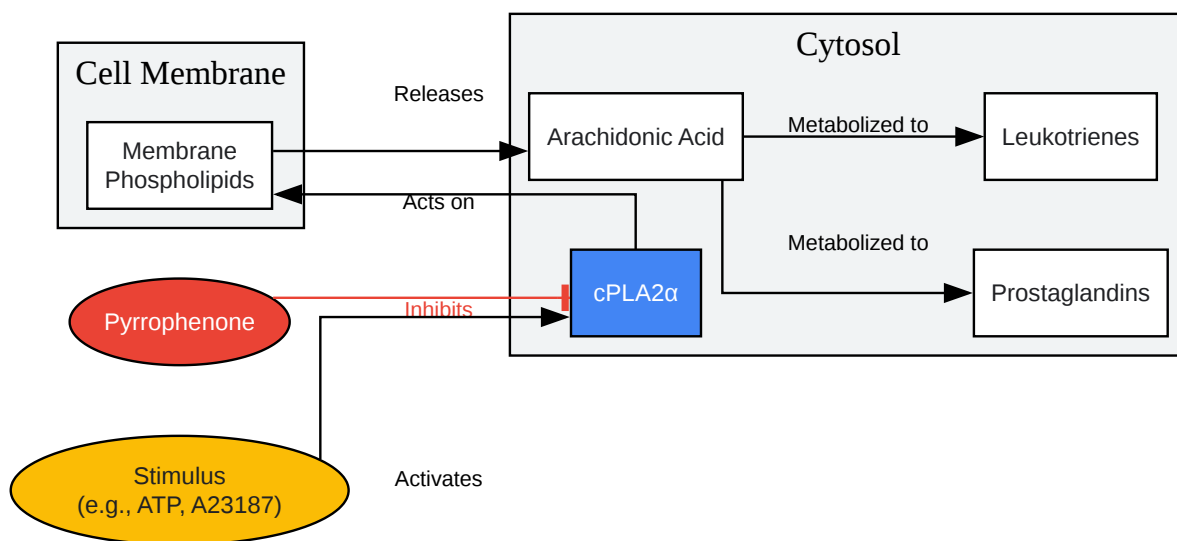 Cell Membrane
Cytosol
Releases
Membrane
Phospholipids
Arachidonic Acid
Metabolized to
Leukotrienes
Acts on
Metabolized to
cPLA2α
Prostaglandins
Pyrrophenone
Inhibits
Stimulus
(e.g., ATP, A23187)
Activates